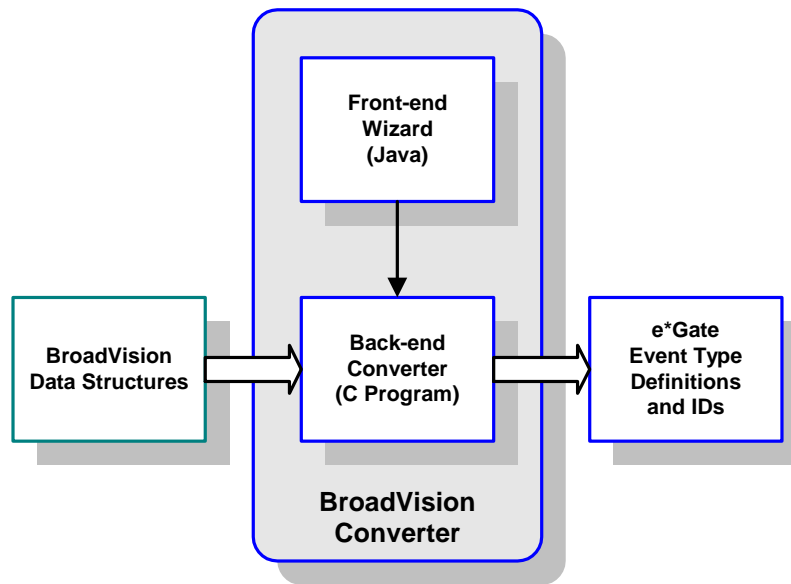 Front-end
Wizard
(Java)
BroadVision
Data Structures
Back-end
Converter
(C Program)
e*Gate
Event Type
Definitions
and IDs
BroadVision
Converter